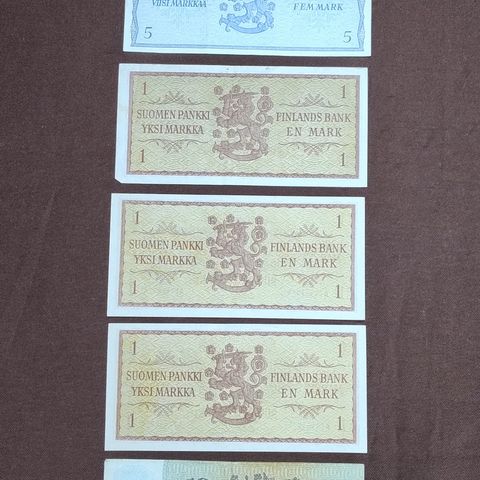 VIISI MARKKAA FEM MARK
5 5
1 1
SUOMEN PANKKI FINLANDS BANK
YKSI MARKKA EN MARK
1 1
1 1
SUOMEN PANKKI FINLANDS BANK
YKSI MARKKA EN MARK
1 1
1 1
SUOMEN PANKKI FINLANDS BANK
YKSI MARKKA EN MARK
1 1